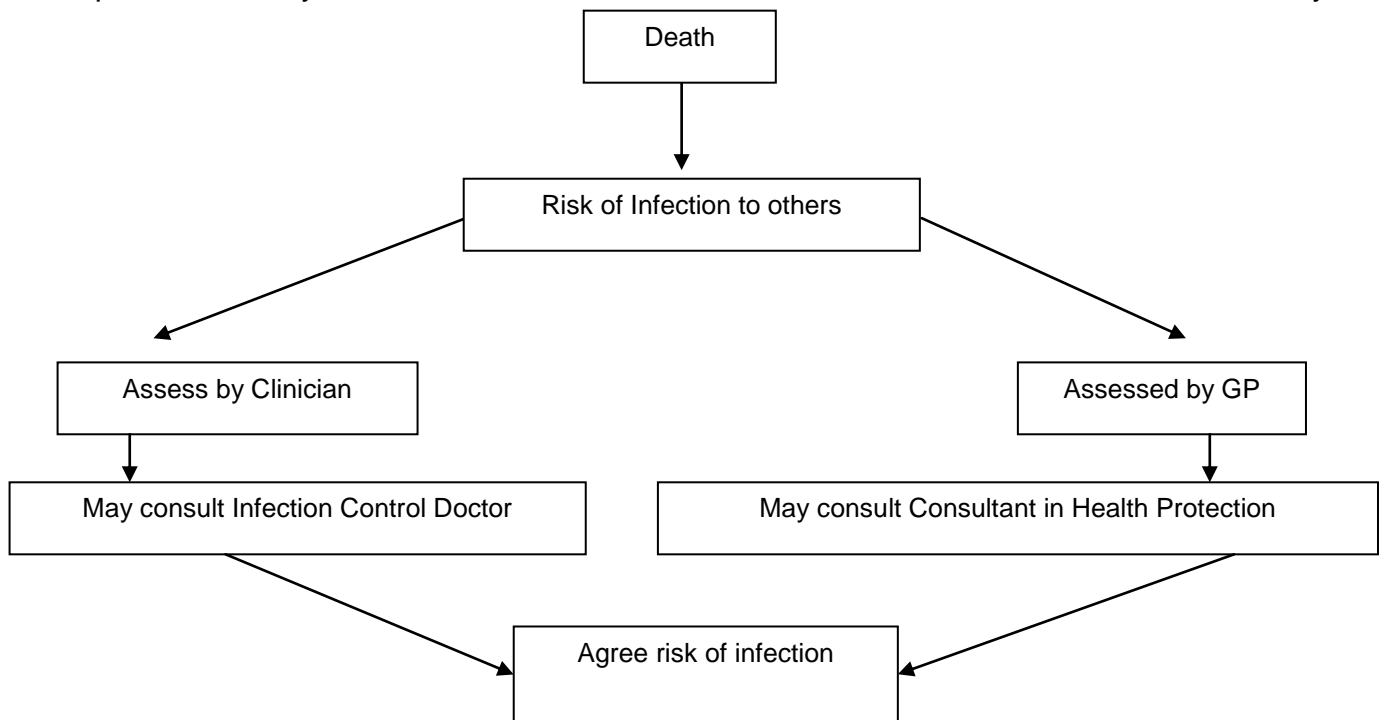 Death
Risk of Infection to others
Assess by Clinician
Assessed by GP
May consult Infection Control Doctor
May consult Consultant in Health Protection
Agree risk of infection